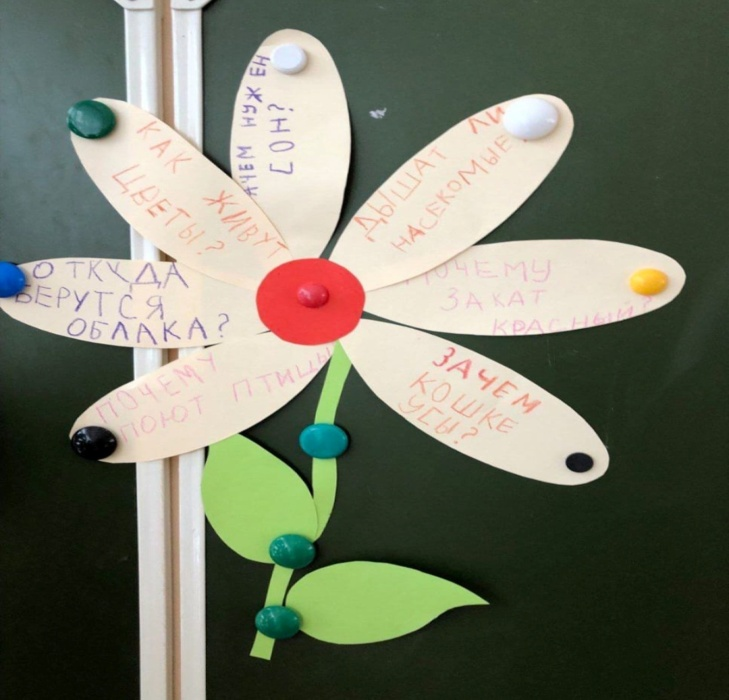 ЗАЧЕМ НУЖЕН
СОН?
ДЫШАТ ЛИ
НАСЕКОМЫЕ
ПОЧЕМУ
ЗАКАТ
КРАСНЫЙ?
ЗАЧЕМ
КОШКЕ
УСЫ?
ПОЧЕМУ
ПОЮТ ПТИЦЫ
ОТКУДА
БЕРУТСЯ
ОБЛАКА?
КАК ЖИВУТ
ЦВЕТЫ?